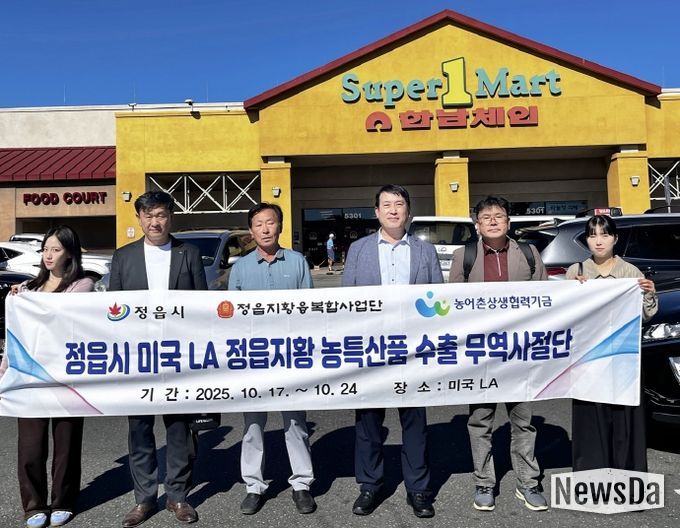 Super 1 Mart
한남체인
FOOD COURT
5301
5301
정읍시
정읍지황융복합사업단
농어촌상생협력기금
정읍시 미국 LA 정읍지황 농특산품 수출 무역사절단
기 간 : 2025. 10. 17. ~ 10. 24 장 소 : 미국 LA
NewsDa